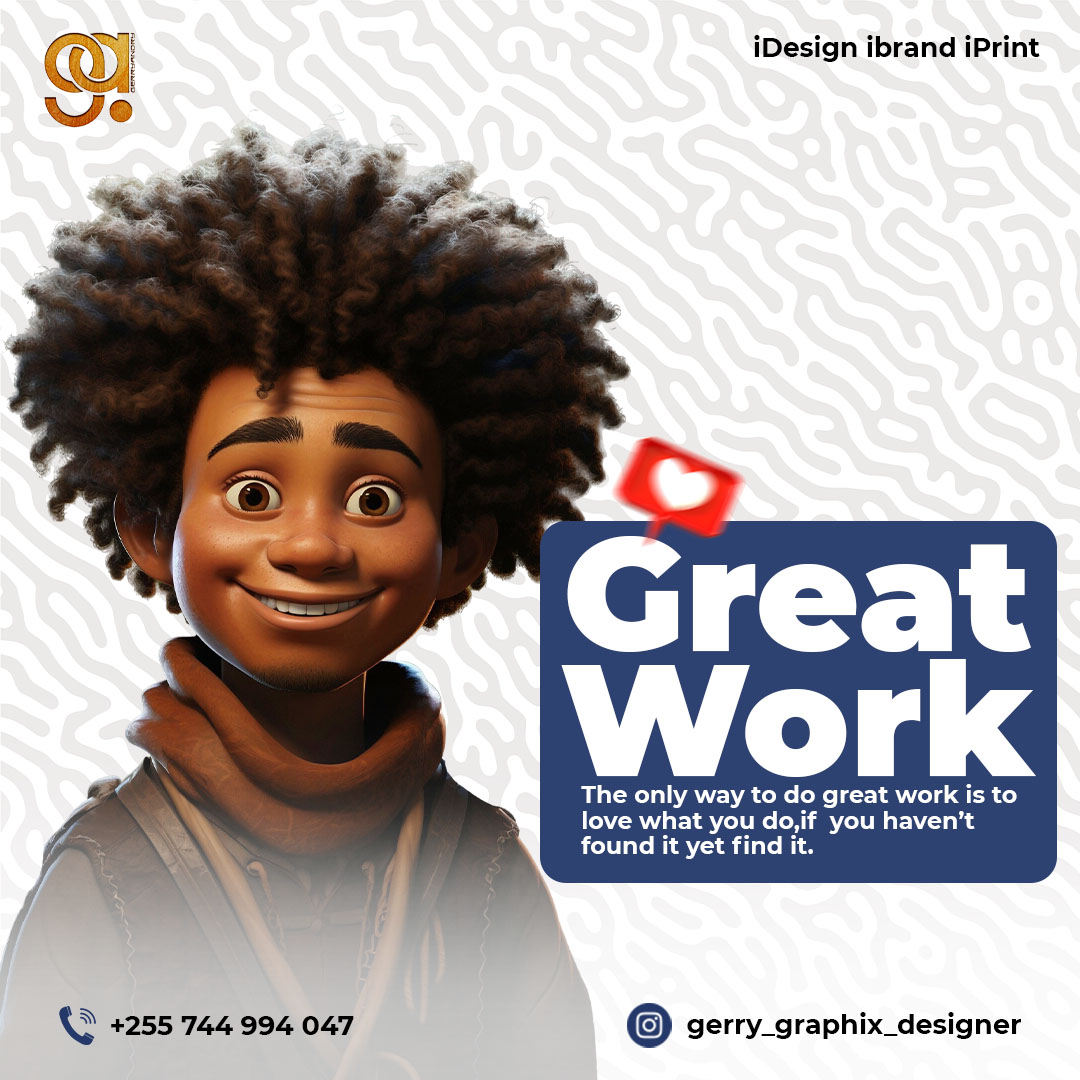 ga.
iDesign ibrand iPrint
Great
Work
The only way to do great work is to
love what you do,if  you haven’t
found it yet find it.
+255 744 994 047
gerry_graphix_designer